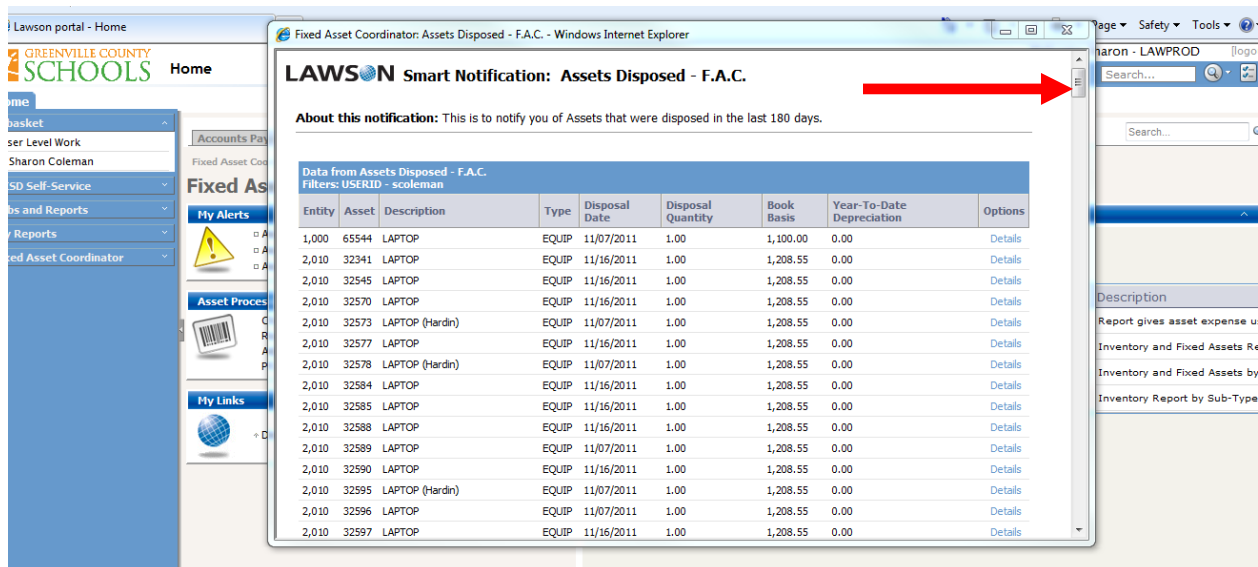 Lawson portal - Home
Fixed Asset Coordinator: Assets Disposed - F.A.C. - Windows Internet Explorer
Page Safety Tools
GREENVILLE COUNTY
SCHOOLS
Home
haron - LAWPROD
[logo
Search...
LAWSON Smart Notification: Assets Disposed - F.A.C.
About this notification: This is to notify you of Assets that were disposed in the last 180 days.
ome
basket
ser Level Work
Sharon Coleman
SD Self-Service
bs and Reports
Reports
xed Asset Coordinator
Accounts Pay
Fixed Asset Coo
Fixed As
My Alerts
Asset Proces
My Links
Search...
Data from Assets Disposed - F.A.C.
Filters: USERID - scoleman
Entity Asset Description Type Disposal Date Disposal Quantity Book Basis Year-To-Date Depreciation Options
1,000 65544 LAPTOP EQUIP 11/07/2011 1.00 1,100.00 0.00 Details
2,010 32341 LAPTOP EQUIP 11/16/2011 1.00 1,208.55 0.00 Details
2,010 32545 LAPTOP EQUIP 11/16/2011 1.00 1,208.55 0.00 Details
2,010 32570 LAPTOP EQUIP 11/16/2011 1.00 1,208.55 0.00 Details
2,010 32573 LAPTOP (Hardin) EQUIP 11/07/2011 1.00 1,208.55 0.00 Details
2,010 32577 LAPTOP EQUIP 11/16/2011 1.00 1,208.55 0.00 Details
2,010 32578 LAPTOP (Hardin) EQUIP 11/07/2011 1.00 1,208.55 0.00 Details
2,010 32584 LAPTOP EQUIP 11/16/2011 1.00 1,208.55 0.00 Details
2,010 32585 LAPTOP EQUIP 11/16/2011 1.00 1,208.55 0.00 Details
2,010 32588 LAPTOP EQUIP 11/16/2011 1.00 1,208.55 0.00 Details
2,010 32589 LAPTOP EQUIP 11/07/2011 1.00 1,208.55 0.00 Details
2,010 32590 LAPTOP EQUIP 11/16/2011 1.00 1,208.55 0.00 Details
2,010 32595 LAPTOP (Hardin) EQUIP 11/07/2011 1.00 1,208.55 0.00 Details
2,010 32596 LAPTOP EQUIP 11/07/2011 1.00 1,208.55 0.00 Details
2,010 32597 LAPTOP EQUIP 11/16/2011 1.00 1,208.55 0.00 Details
Description
Report gives asset expense u
Inventory and Fixed Assets Re
Inventory and Fixed Assets by
Inventory Report by Sub-Type